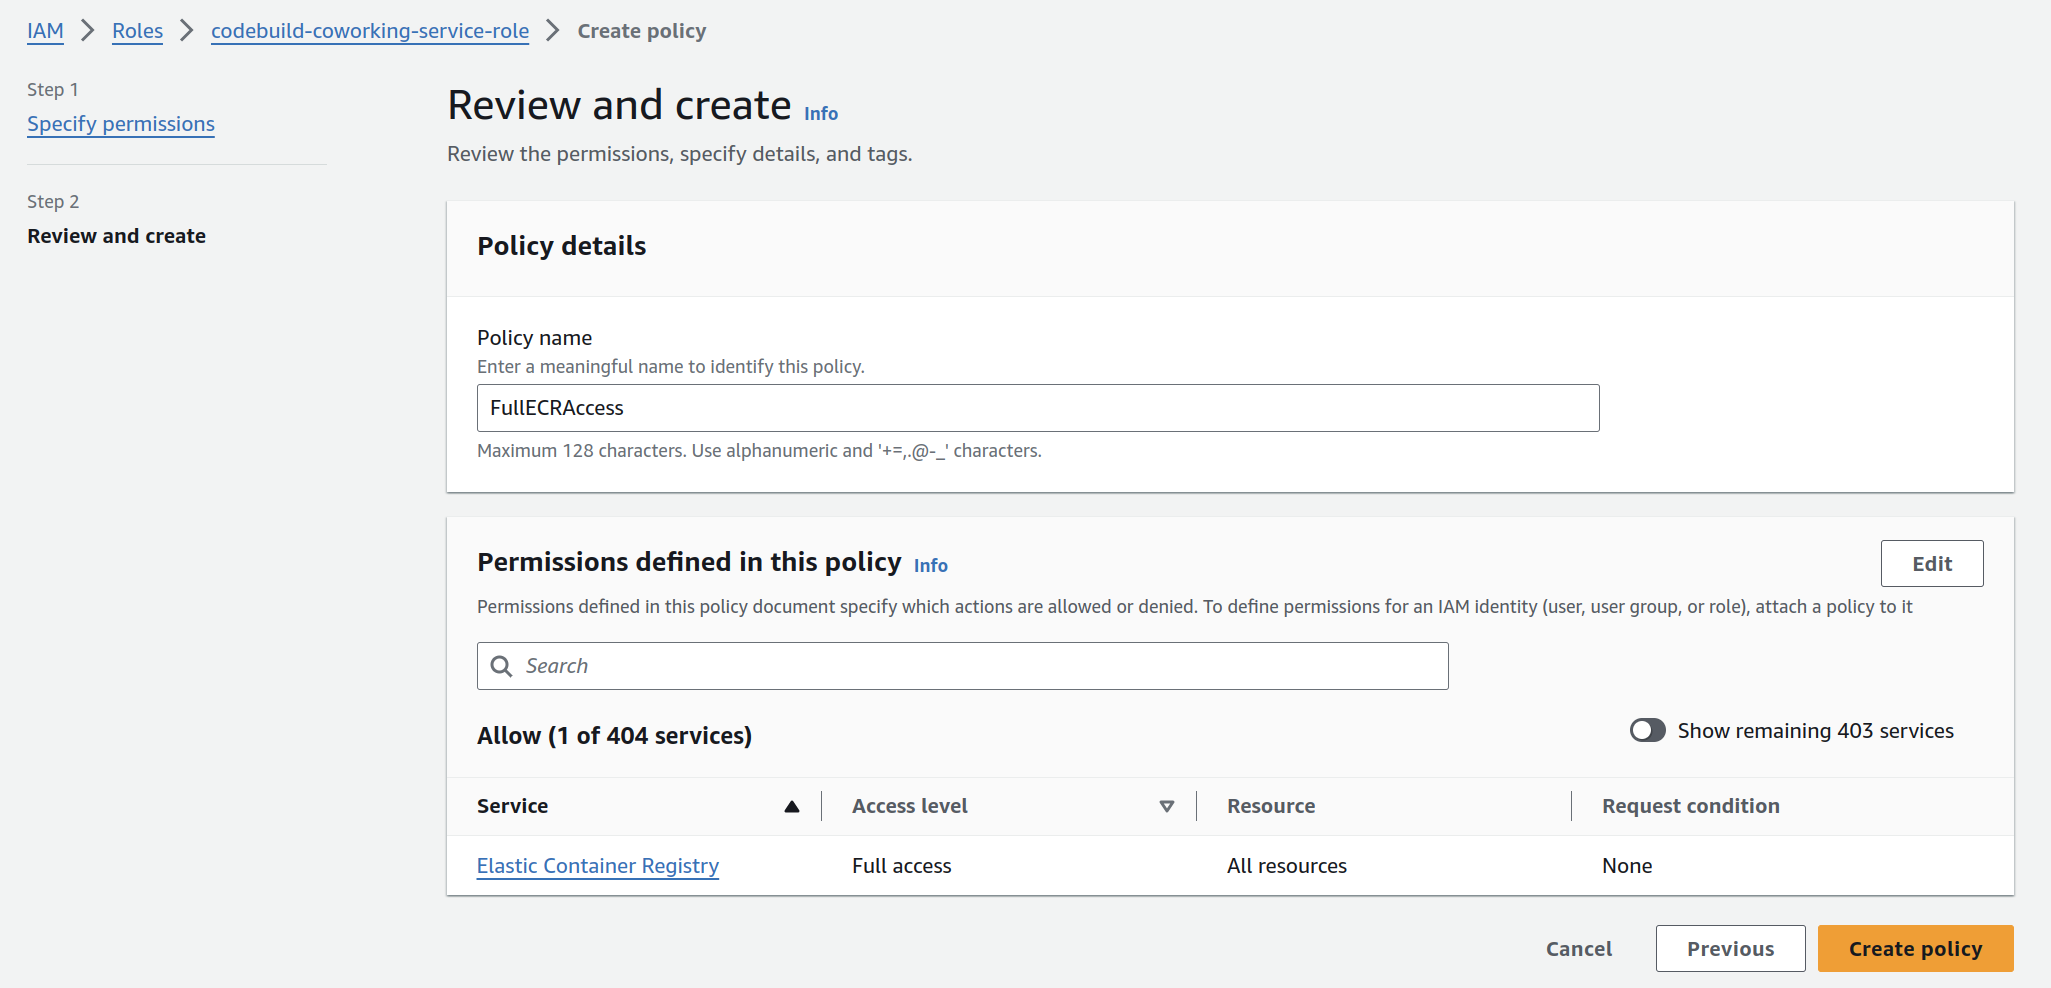 IAM > Roles > codebuild-coworking-service-role > Create policy
Step 1
Specify permissions
Step 2
Review and create
Review and create Info
Review the permissions, specify details, and tags.
Policy details
Policy name
Enter a meaningful name to identify this policy.
FullECRAccess
Maximum 128 characters. Use alphanumeric and '+=,.@-_' characters.
Permissions defined in this policy Info
Edit
Permissions defined in this policy document specify which actions are allowed or denied. To define permissions for an IAM identity (user, user group, or role), attach a policy to it
Search
Allow (1 of 404 services)
Show remaining 403 services
Service Access level Resource Request condition
Elastic Container Registry Full access All resources None
Cancel Previous Create policy